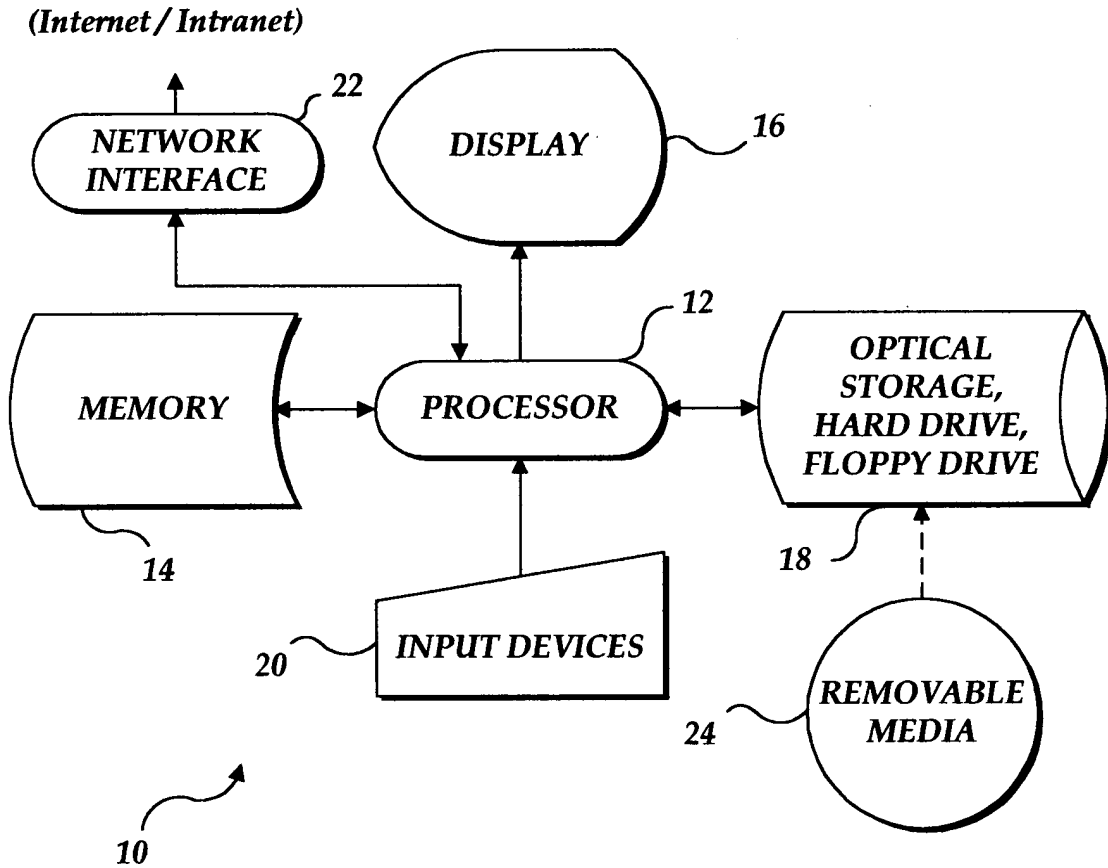 (Internet / Intranet)
22
NETWORK
INTERFACE
DISPLAY
16
12
MEMORY
PROCESSOR
OPTICAL
STORAGE,
HARD DRIVE,
FLOPPY DRIVE
14
18
20
INPUT DEVICES
REMOVABLE
MEDIA
24
10